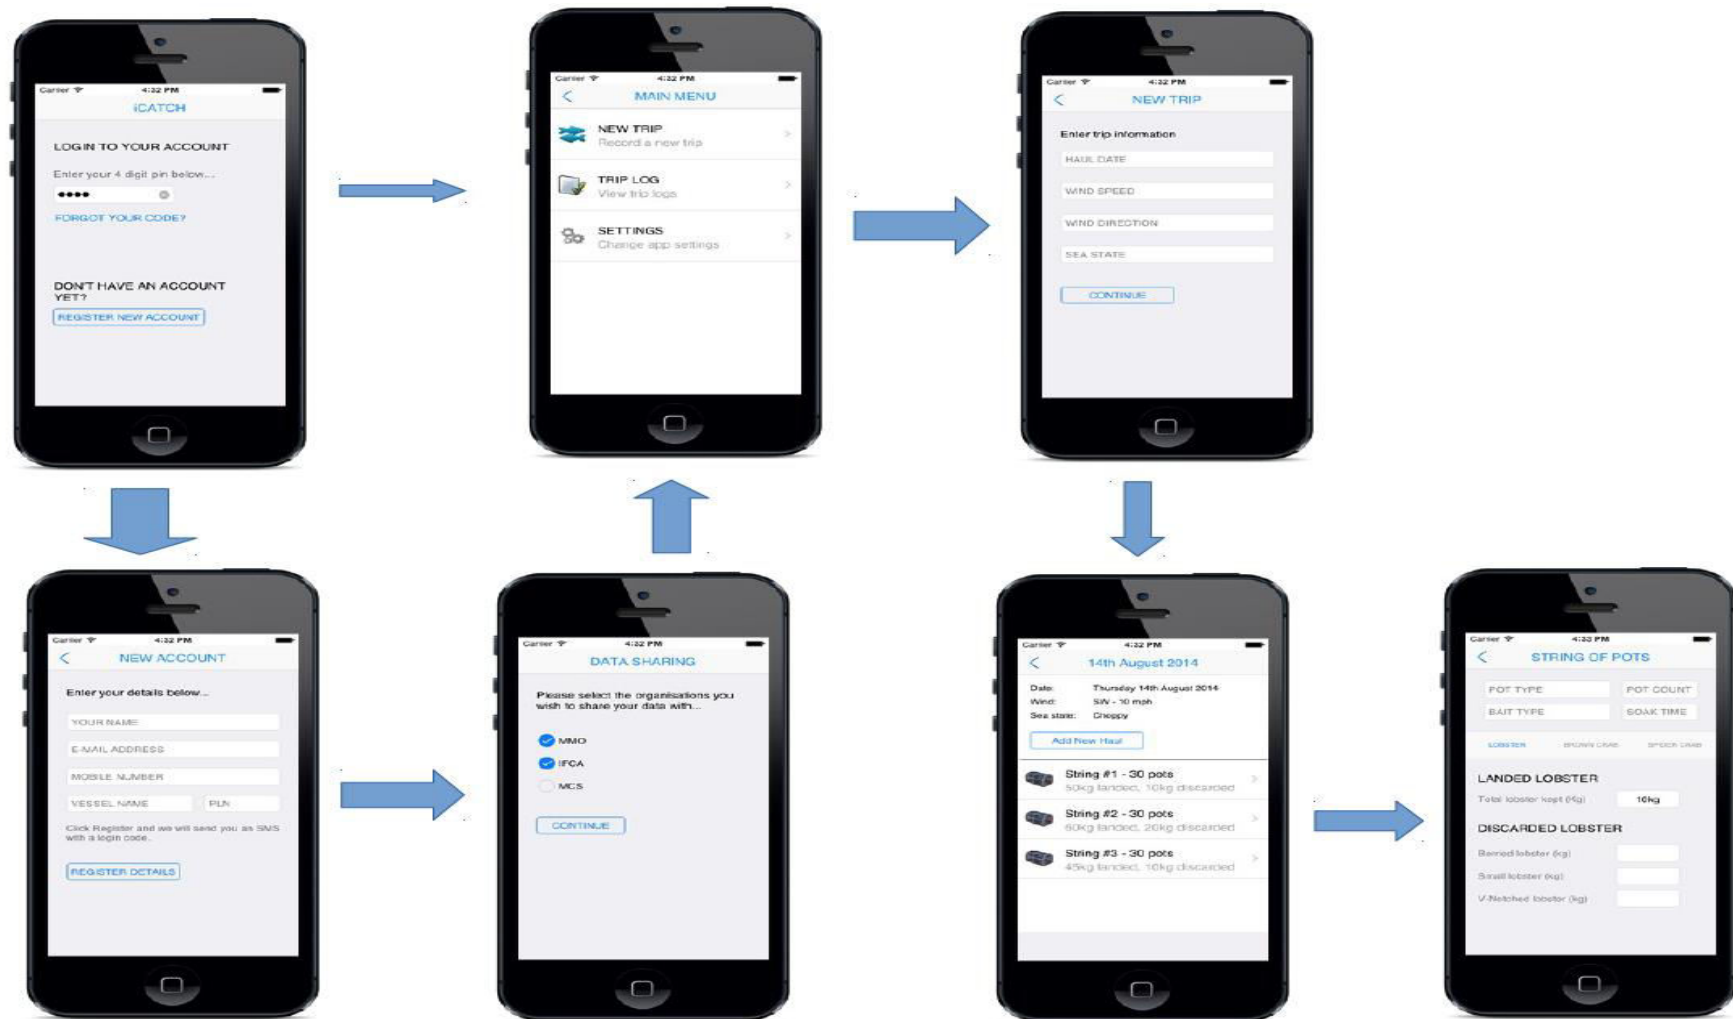 Carrier 4:32 PM
iCATCH
LOGIN TO YOUR ACCOUNT
Enter your 4 digit pin below...
••••
FORGOT YOUR CODE?
DON'T HAVE AN ACCOUNT
YET?
REGISTER NEW ACCOUNT
Carrier 4:32 PM
MAIN MENU
NEW TRIP
Record a new trip
TRIP LOG
View trip logs
SETTINGS
Change app settings
Carrier 4:32 PM
NEW TRIP
Enter trip information
HAUL DATE
WIND SPEED
WIND DIRECTION
SEA STATE
CONTINUE
Carrier 4:32 PM
NEW ACCOUNT
Enter your details below...
YOUR NAME
E-MAIL ADDRESS
MOBILE NUMBER
VESSEL NAME PLN
Click Register and we will send you an SMS
with a login code.
REGISTER DETAILS
Carrier 4:32 PM
DATA SHARING
Please select the organisations you
wish to share your data with...
MMO
IFCA
MCS
CONTINUE
Carrier 4:32 PM
14th August 2014
Date: Thursday 14th August 2014
Wind: SW - 10 mph
Sea state: Choppy
Add New Haul
String #1 - 30 pots
50kg landed, 10kg discarded
String #2 - 30 pots
60kg landed, 20kg discarded
String #3 - 30 pots
45kg landed, 10kg discarded
Carrier 4:33 PM
STRING OF POTS
POT TYPE POT COUNT
BAIT TYPE SOAK TIME
LOBSTER BROWN CRAB SPIDER CRAB
LANDED LOBSTER
Total lobster kept (Kg) 10kg
DISCARDED LOBSTER
Berried lobster (kg)
Small lobster (kg)
V-Notched lobster (kg)